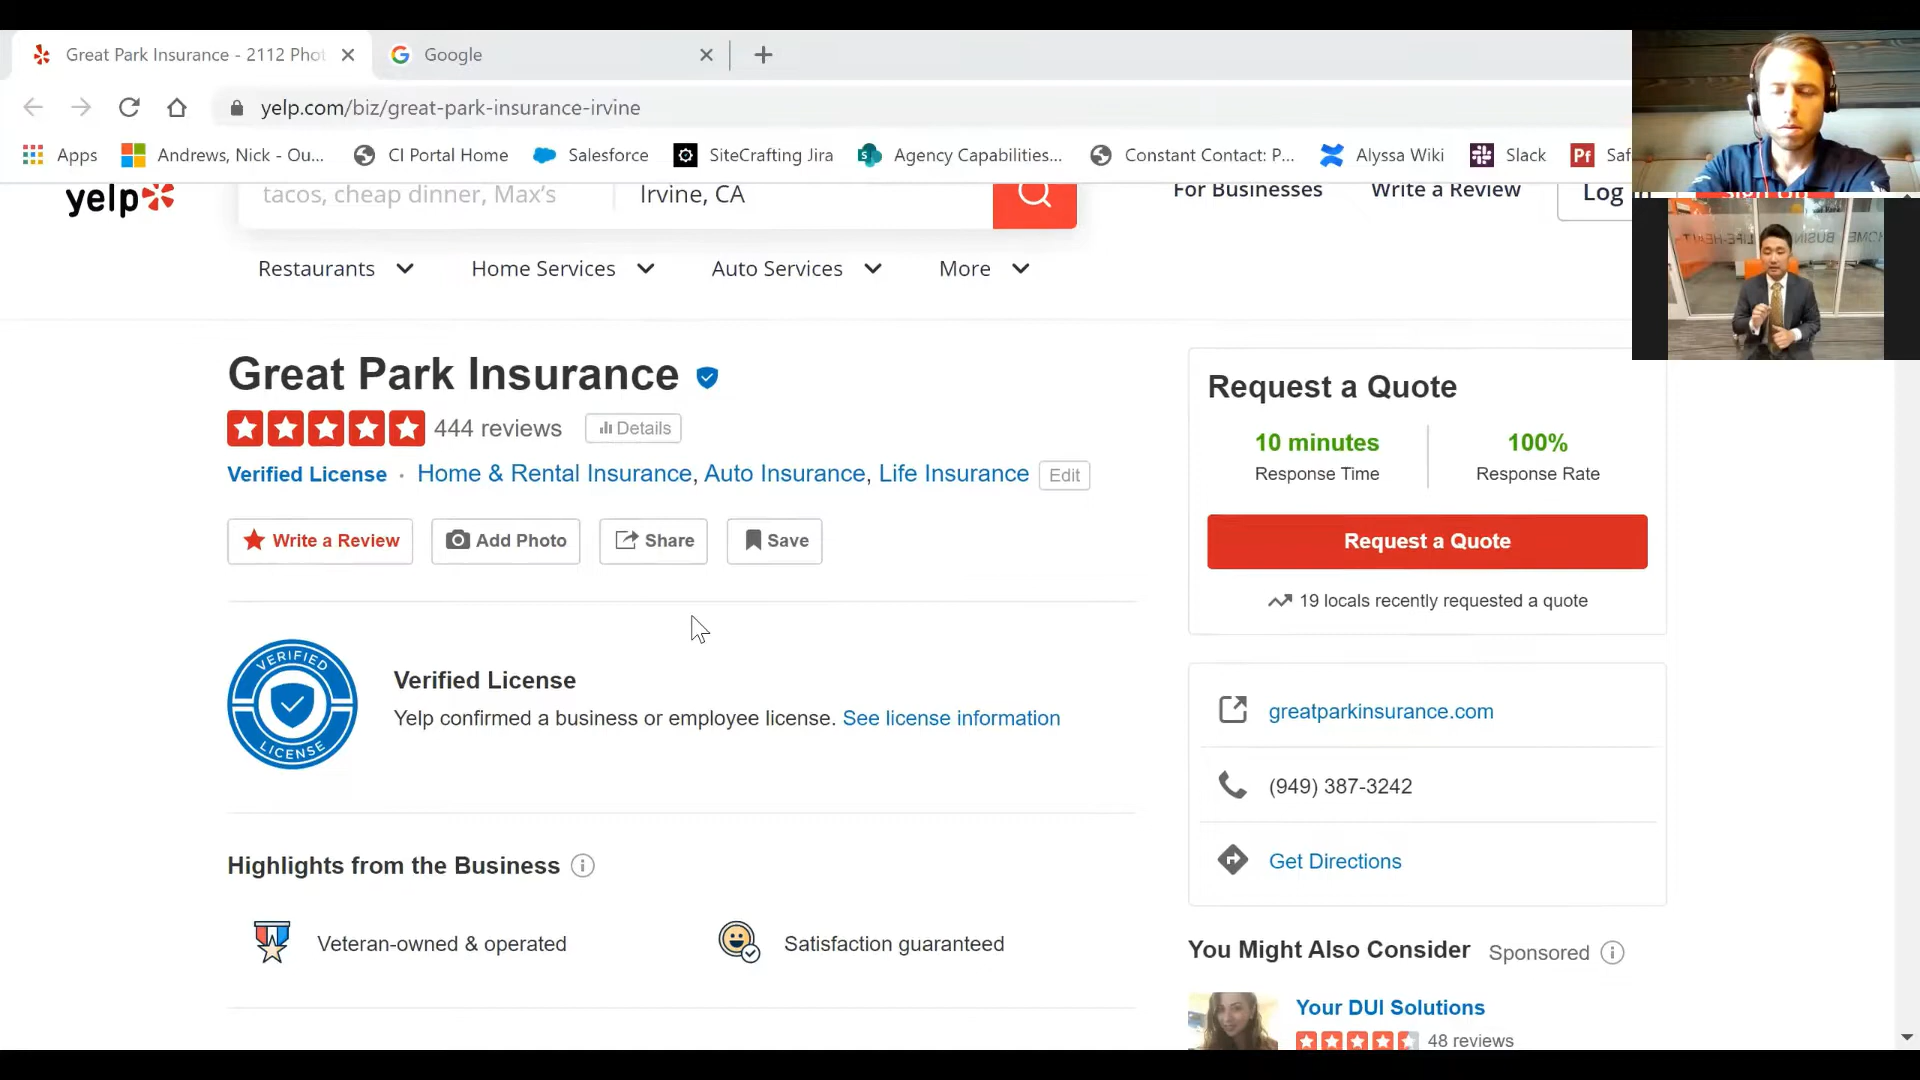 Great Park Insurance - 2112 Phot
Google
yelp.com/biz/great-park-insurance-irvine
Apps
Andrews, Nick - Ou...
CI Portal Home
Salesforce
SiteCrafting Jira
Agency Capabilities...
Constant Contact: P...
Alyssa Wiki
Slack
Pf
Saf
yelp
tacos, cheap dinner, Max's
Irvine, CA
For Businesses
Write a Review
Log
Restaurants
Home Services
Auto Services
More
Great Park Insurance
444 reviews
Details
Verified License · Home & Rental Insurance, Auto Insurance, Life Insurance
Edit
Write a Review
Add Photo
Share
Save
VERIFIED
LICENSE
Verified License
Yelp confirmed a business or employee license. See license information
Highlights from the Business
Veteran-owned & operated
Satisfaction guaranteed
Request a Quote
10 minutes
Response Time
100%
Response Rate
Request a Quote
19 locals recently requested a quote
greatparkinsurance.com
(949) 387-3242
Get Directions
You Might Also Consider
Sponsored
Your DUI Solutions
48 reviews